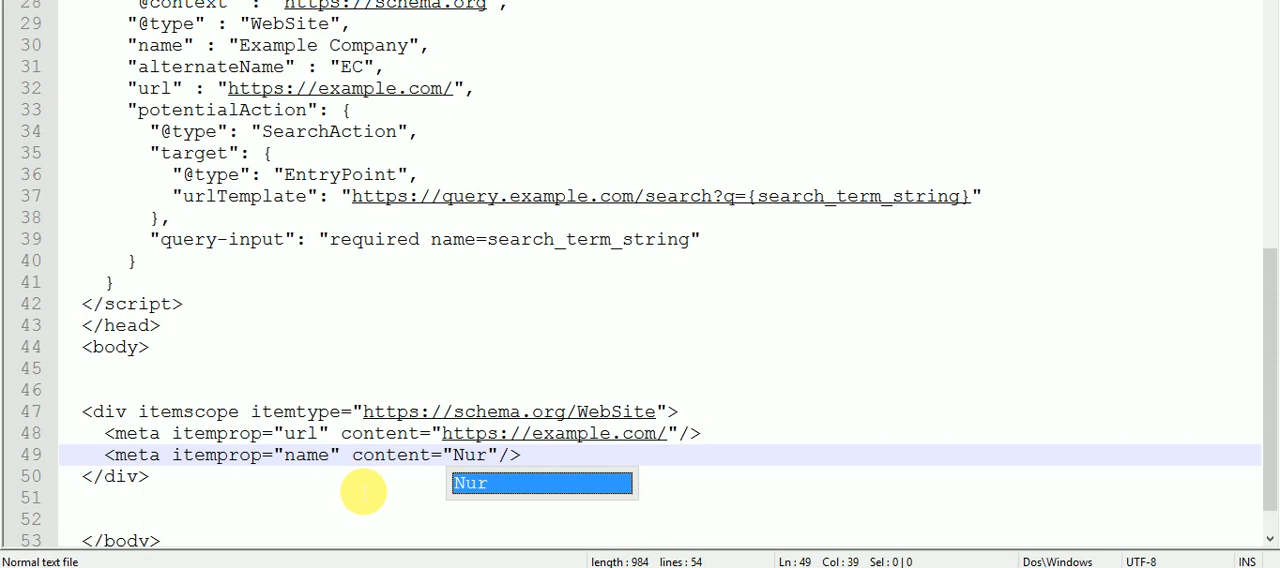 28 "@context" : "https://schema.org",
29 "@type" : "WebSite",
30 "name" : "Example Company",
31 "alternateName" : "EC",
32 "url" : "https://example.com/",
33 "potentialAction": {
34 "@type": "SearchAction",
35 "target": {
36 "@type": "EntryPoint",
37 "urlTemplate": "https://query.example.com/search?q={search_term_string}"
38 },
39 "query-input": "required name=search_term_string"
40 }
41 }
42 </script>
43 </head>
44 <body>
45
46
47 <div itemscope itemtype="https://schema.org/WebSite">
48 <meta itemprop="url" content="https://example.com/"/>
49 <meta itemprop="name" content="Nur"/>
50 </div>
Nur
51
52
53 </body>
Normal text file length : 984 lines : 54 Ln : 49 Col : 39 Sel : 0 | 0 Dos\Windows UTF-8 INS